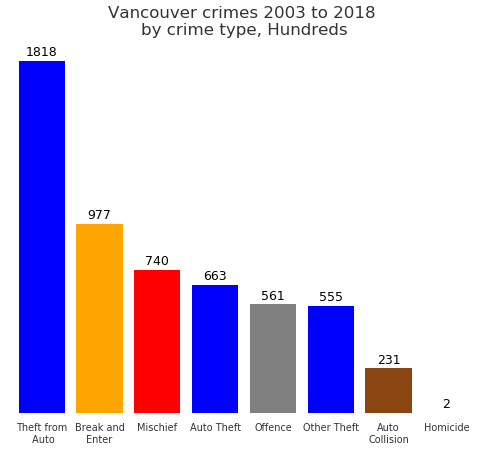 Vancouver crimes 2003 to 2018
by crime type, Hundreds
1818
977
740
663
561
555
231
2
Theft from
Auto
Break and
Enter
Mischief
Auto Theft
Offence
Other Theft
Auto
Collision
Homicide